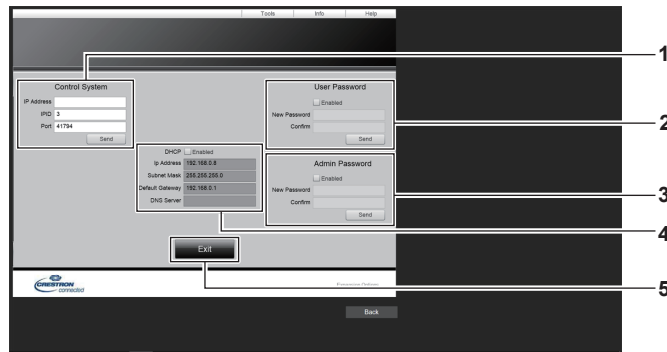 Tools Info Help
1
Control System
IP Address
IPID 3
Port 41794
Send
User Password
Enabled
New Password
Confirm
Send
2
DHCP Enabled
Ip Address 192.168.0.8
Subnet Mask 255.255.255.0
Default Gateway 192.168.0.1
DNS Server
Admin Password
Enabled
New Password
Confirm
Send
3
4
Exit
5
CRESTRON
connected
Back